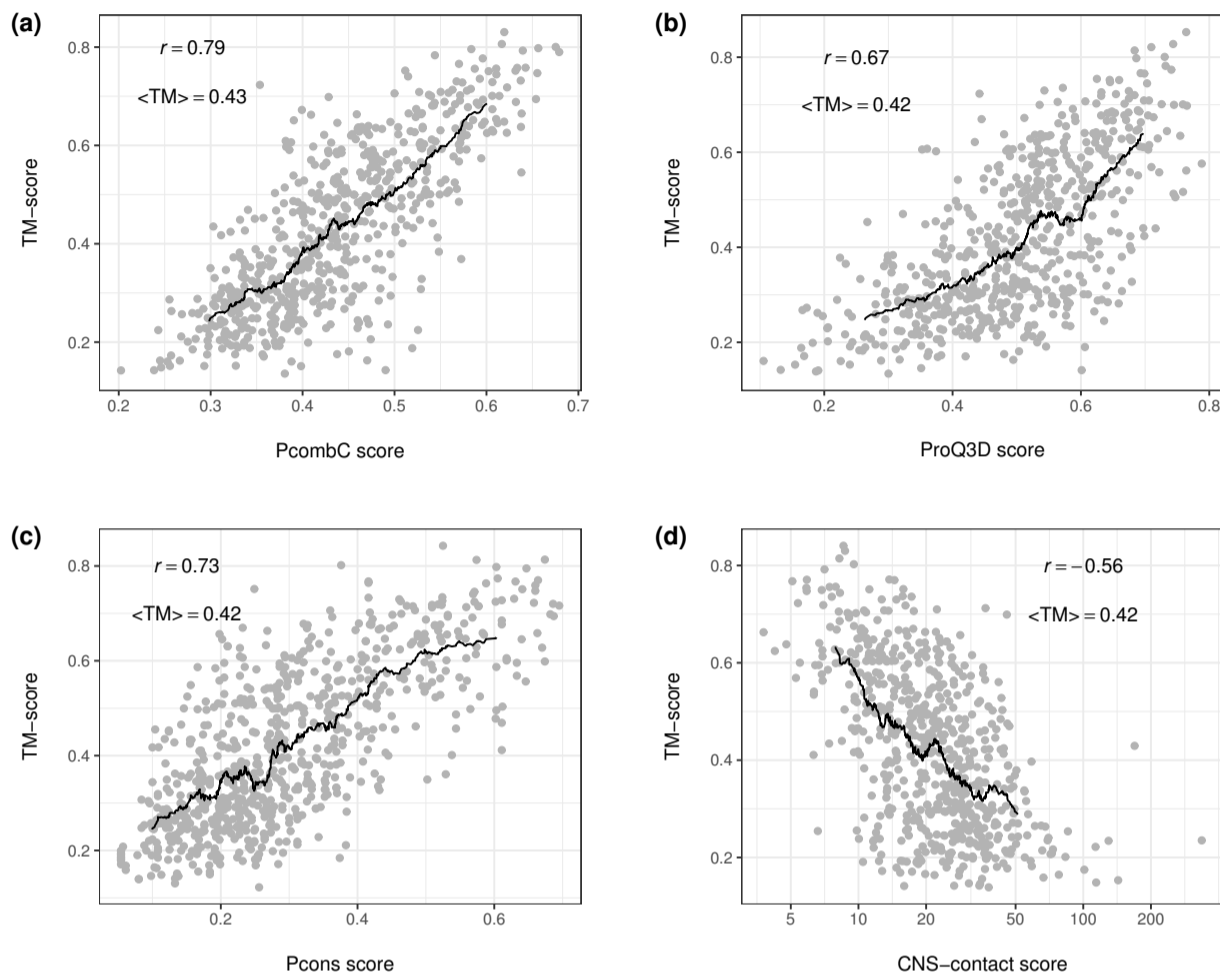 (a)
r = 0.79
<TM> = 0.43
TM−score
0.8
0.6
0.4
0.2
0.2 0.3 0.4 0.5 0.6 0.7
PcombC score
(b)
r = 0.67
<TM> = 0.42
TM−score
0.8
0.6
0.4
0.2
0.2 0.4 0.6 0.8
ProQ3D score
(c)
r = 0.73
<TM> = 0.42
TM−score
0.8
0.6
0.4
0.2
0.2 0.4 0.6
Pcons score
(d)
r = −0.56
<TM> = 0.42
TM−score
0.8
0.6
0.4
0.2
5 10 20 50 100 200
CNS−contact score